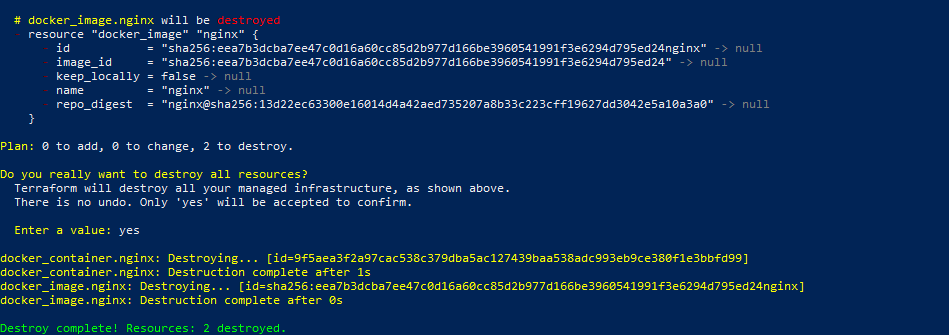 # docker_image.nginx will be destroyed
- resource "docker_image" "nginx" {
- id = "sha256:eea7b3dcba7ee47c0d16a60cc85d2b977d166be3960541991f3e6294d795ed24nginx" -> null
- image_id = "sha256:eea7b3dcba7ee47c0d16a60cc85d2b977d166be3960541991f3e6294d795ed24" -> null
- keep_locally = false -> null
- name = "nginx" -> null
- repo_digest = "nginx@sha256:13d22ec63300e16014d4a42aed735207a8b33c223cff19627dd3042e5a10a3a0" -> null
}
Plan: 0 to add, 0 to change, 2 to destroy.
Do you really want to destroy all resources?
Terraform will destroy all your managed infrastructure, as shown above.
There is no undo. Only 'yes' will be accepted to confirm.
Enter a value: yes
docker_container.nginx: Destroying... [id=9f5aea3f2a97cac538c379dba5ac127439baa538adc993eb9ce380f1e3bbfd99]
docker_container.nginx: Destruction complete after 1s
docker_image.nginx: Destroying... [id=sha256:eea7b3dcba7ee47c0d16a60cc85d2b977d166be3960541991f3e6294d795ed24nginx]
docker_image.nginx: Destruction complete after 0s
Destroy complete! Resources: 2 destroyed.